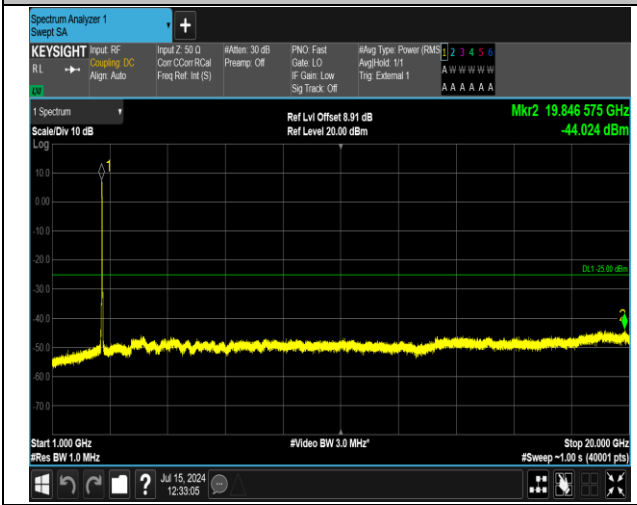 Spectrum Analyzer 1
Swept SA
+
KEYSIGHT Input: RF Input Z: 50 Ω #Atten: 30 dB PNO: Fast #Avg Type: Power (RMS 1 2 3 4 5 6
RL Coupling: DC Corr CCorr RCal Preamp: Off Gate: LO Avg|Hold: 1/1 A W W W W W
Align: Auto Freq Ref: Int (S) IF Gain: Low Trig: External 1
Sig Track: Off A A A A A A
1 Spectrum Ref Lvl Offset 8.91 dB Mkr2 19.846 575 GHz
Scale/Div 10 dB Ref Level 20.00 dBm -44.024 dBm
Log
1
10.0
0.00
-10.0
-20.0
DL1 -25.00 dBm
-30.0
-40.0
2
-50.0
-60.0
-70.0
Start 1.000 GHz #Video BW 3.0 MHz* Stop 20.000 GHz
#Res BW 1.0 MHz #Sweep ~1.00 s (40001 pts)
? Jul 15, 2024
12:33:05